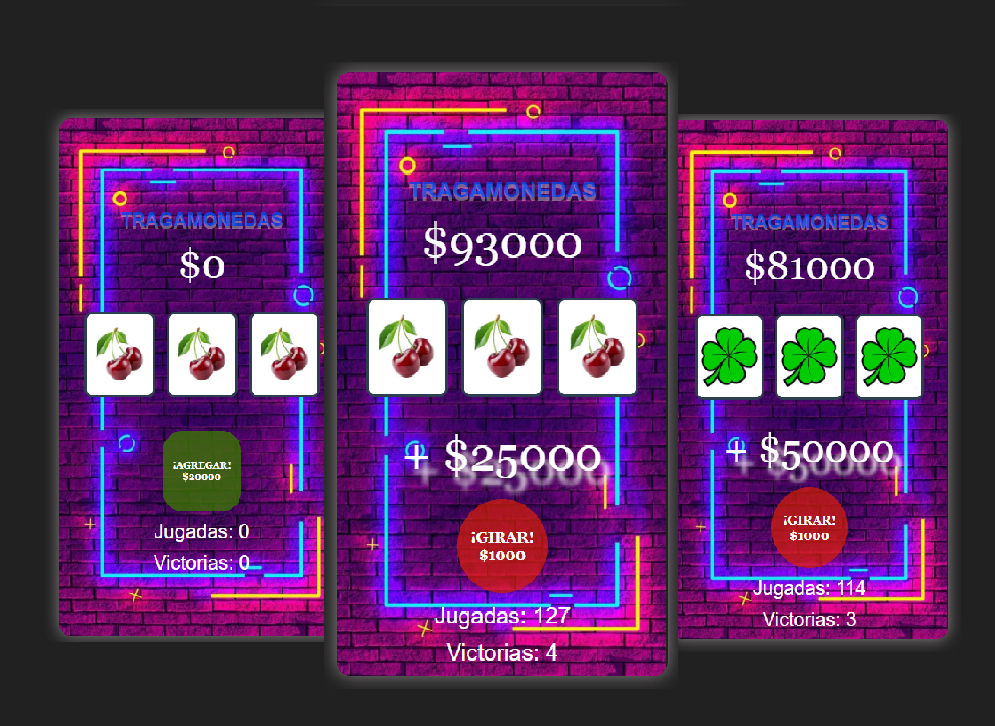 TRAGAMONEDAS
$0
¡AGREGAR!
$20000
Jugadas: 0
Victorias: 0
TRAGAMONEDAS
$93000
+ $25000
¡GIRAR!
$1000
Jugadas: 127
Victorias: 4
TRAGAMONEDAS
$81000
+ $50000
¡GIRAR!
$1000
Jugadas: 114
Victorias: 3